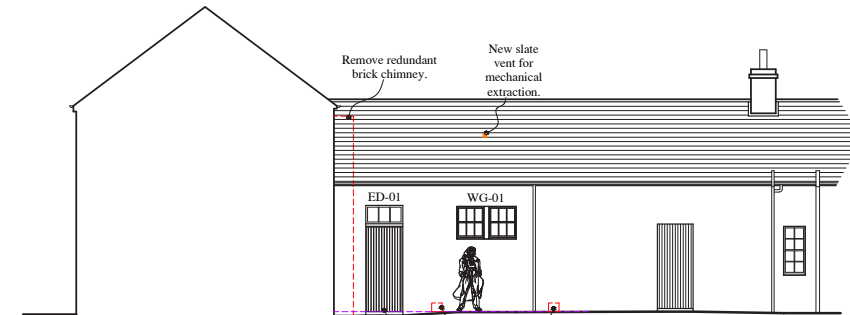 Remove redundant
brick chimney.
New slate
vent for
mechanical
extraction.
ED-01
WG-01